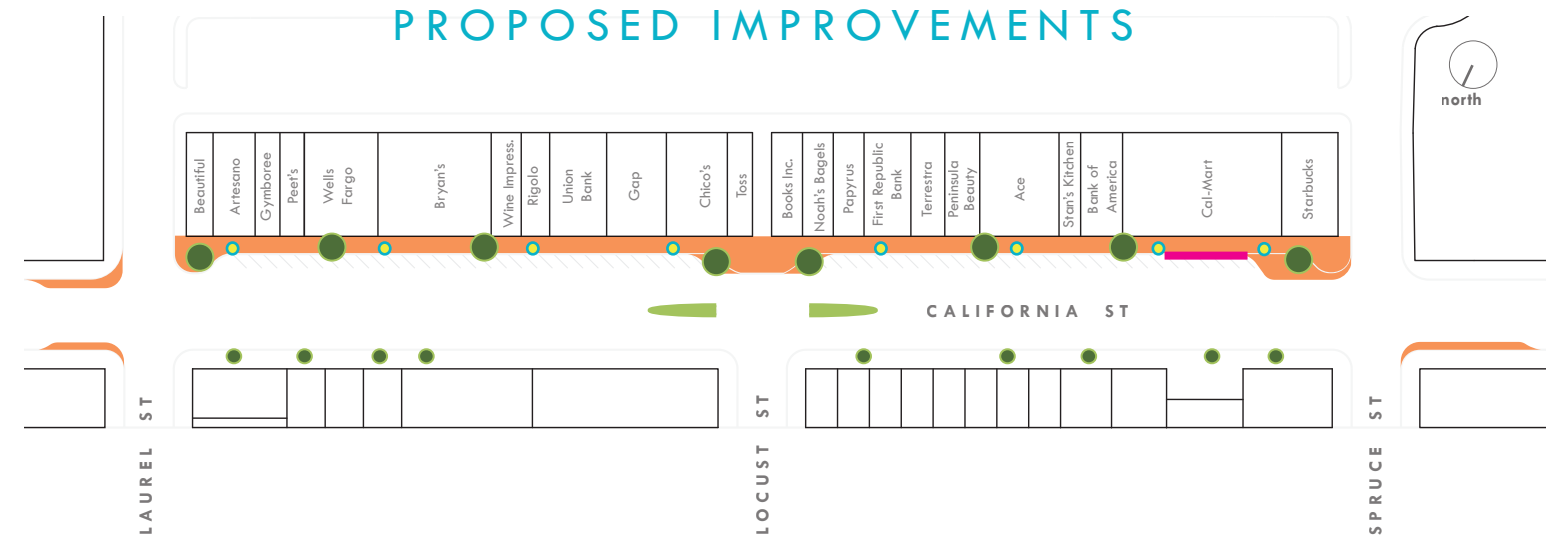 PROPOSED IMPROVEMENTS
north
Beautiful
Artesano
Gymboree
Peet's
Wells
Fargo
Bryan's
Wine Impress.
Rigolo
Union
Bank
Gap
Chico's
Toss
Books Inc.
Noah's Bagels
Papyrus
First Republic
Bank
Terrestra
Peninsula
Beauty
Ace
Stan's Kitchen
Bank of
America
Cal-Mart
Starbucks
CALIFORNIA ST
LAUREL ST
LOCUST ST
SPRUCE ST